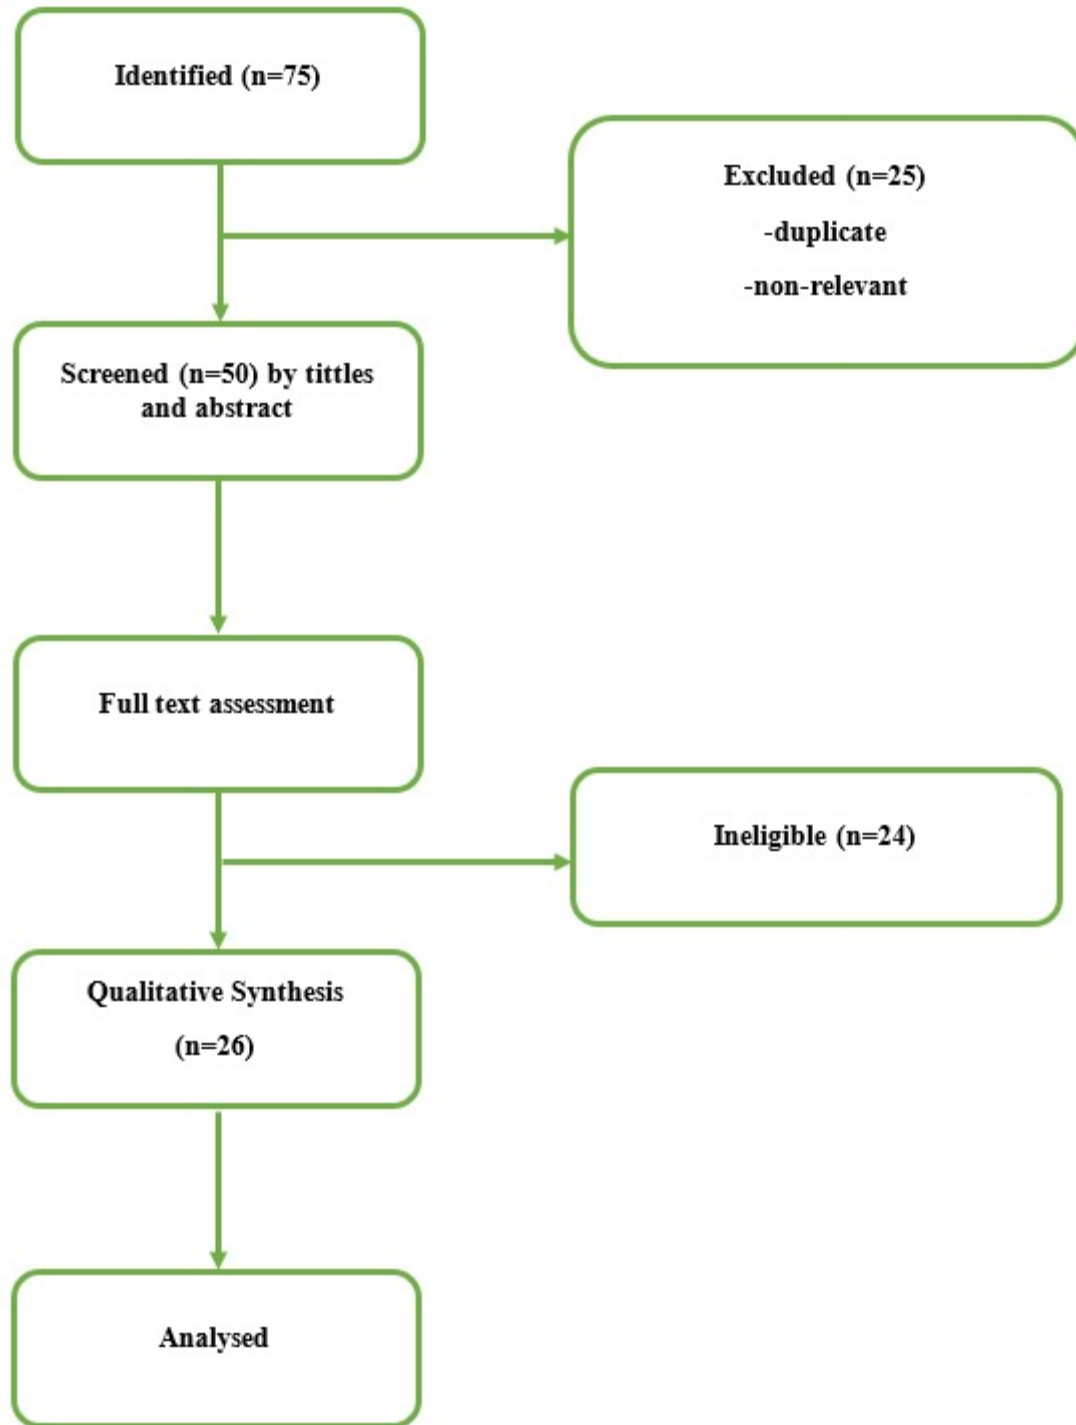 Identified (n=75)
Excluded (n=25)
-duplicate
-non-relevant
Screened (n=50) by tittles
and abstract
Full text assessment
Ineligible (n=24)
Qualitative Synthesis
(n=26)
Analysed